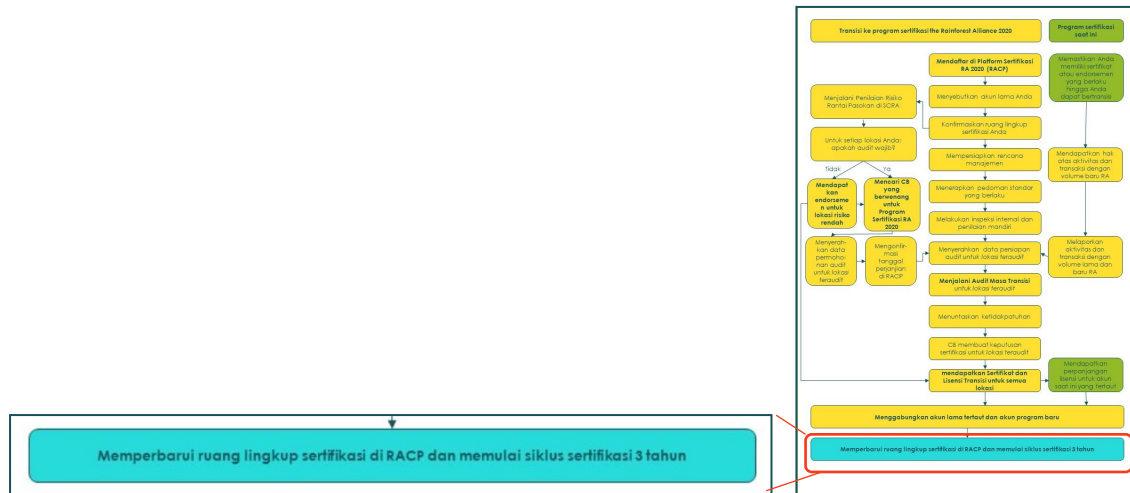 Transisi ke program sertifikasi the Rainforest Alliance 2020
Program sertifikasi
saat ini
Mendaftar di Platform Sertifikasi
RA 2020 (RACP)
Memastikan Anda
memiliki sertifikat
atau endorsemen
yang berlaku
hingga Anda
dapat bertransisi
Menjalani Penilaian Risiko
Rantai Pasokan di SCRA
Menyebutkan akun lama Anda
Konfirmasikan ruang lingkup
sertifikasi Anda
Untuk setiap lokasi Anda:
apakah audit wajib?
Mempersiapkan rencana
manajemen
Mendapatkan hak
atas aktivitas dan
transaksi dengan
volume baru RA
Tidak
Ya
Mendapat
kan
endorseme
n untuk
lokasi risiko
rendah
Mencari CB
yang
berwenang
untuk
Program
Sertifikasi RA
2020
Menerapkan pedoman standar
yang berlaku
Melakukan inspeksi internal dan
penilaian mandiri
Menyerah-
kan data
permoho-
nan audit
untuk lokasi
teraudit
Mengonfir-
masi
tanggal
perjanjian
di RACP
Menyerahkan data persiapan
audit untuk lokasi teraudit
Melaporkan
aktivitas dan
transaksi dengan
volume lama dan
baru RA
Menjalani Audit Masa Transisi
untuk lokasi teraudit
Menuntaskan ketidakpatuhan
CB membuat keputusan
sertifikasi untuk lokasi teraudit
mendapatkan Sertifikat dan
Lisensi Transisi untuk semua
lokasi
Mendapatkan
perpanjangan
lisensi untuk akun
saat ini yang tertaut
Menggabungkan akun lama tertaut dan akun program baru
Memperbarui ruang lingkup sertifikasi di RACP dan memulai siklus sertifikasi 3 tahun
Memperbarui ruang lingkup sertifikasi di RACP dan memulai siklus sertifikasi 3 tahun